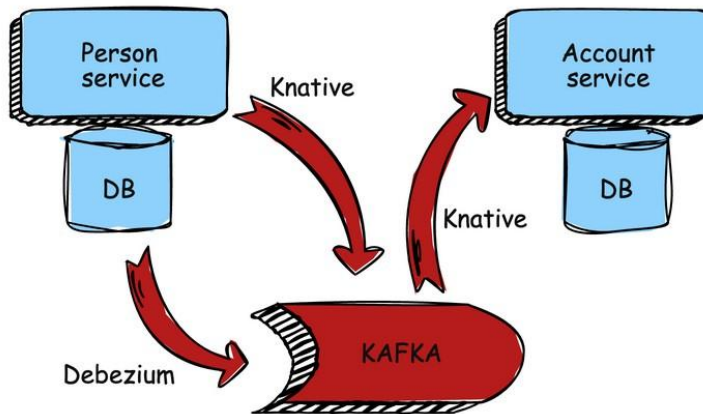 Person
service
Account
service
Knative
DB
DB
Knative
KAFKA
Debezium